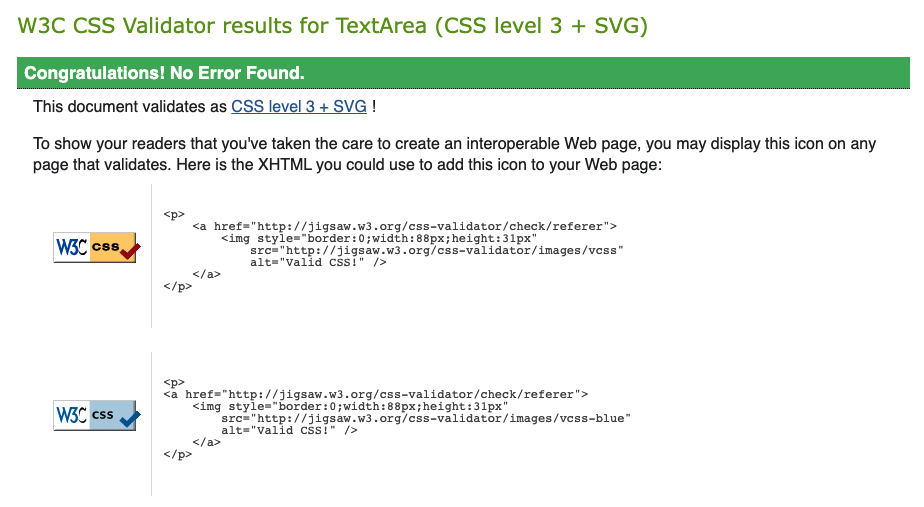 W3C CSS Validator results for TextArea (CSS level 3 + SVG)
Congratulations! No Error Found.
This document validates as CSS level 3 + SVG !
To show your readers that you've taken the care to create an interoperable Web page, you may display this icon on any
page that validates. Here is the XHTML you could use to add this icon to your Web page:
W3C css
<p>
    <a href="http://jigsaw.w3.org/css-validator/check/referer">
        <img style="border:0;width:88px;height:31px"
            src="http://jigsaw.w3.org/css-validator/images/vcss"
            alt="Valid CSS!" />
    </a>
</p>
W3C css
<p>
<a href="http://jigsaw.w3.org/css-validator/check/referer">
    <img style="border:0;width:88px;height:31px"
        src="http://jigsaw.w3.org/css-validator/images/vcss-blue"
        alt="Valid CSS!" />
    </a>
</p>